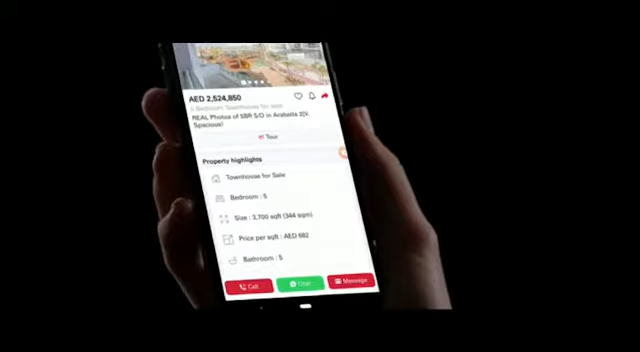 AED 2,524,850
5 Bedroom Townhouse for sale
REAL Photos of 5BR S/O in Arabella 2|V.
Spacious!
Tour
Property highlights
Townhouse for Sale
Bedroom : 5
Size : 3,700 sqft (344 sqm)
Price per sqft : AED 682
Bathroom : 5
Call
Message